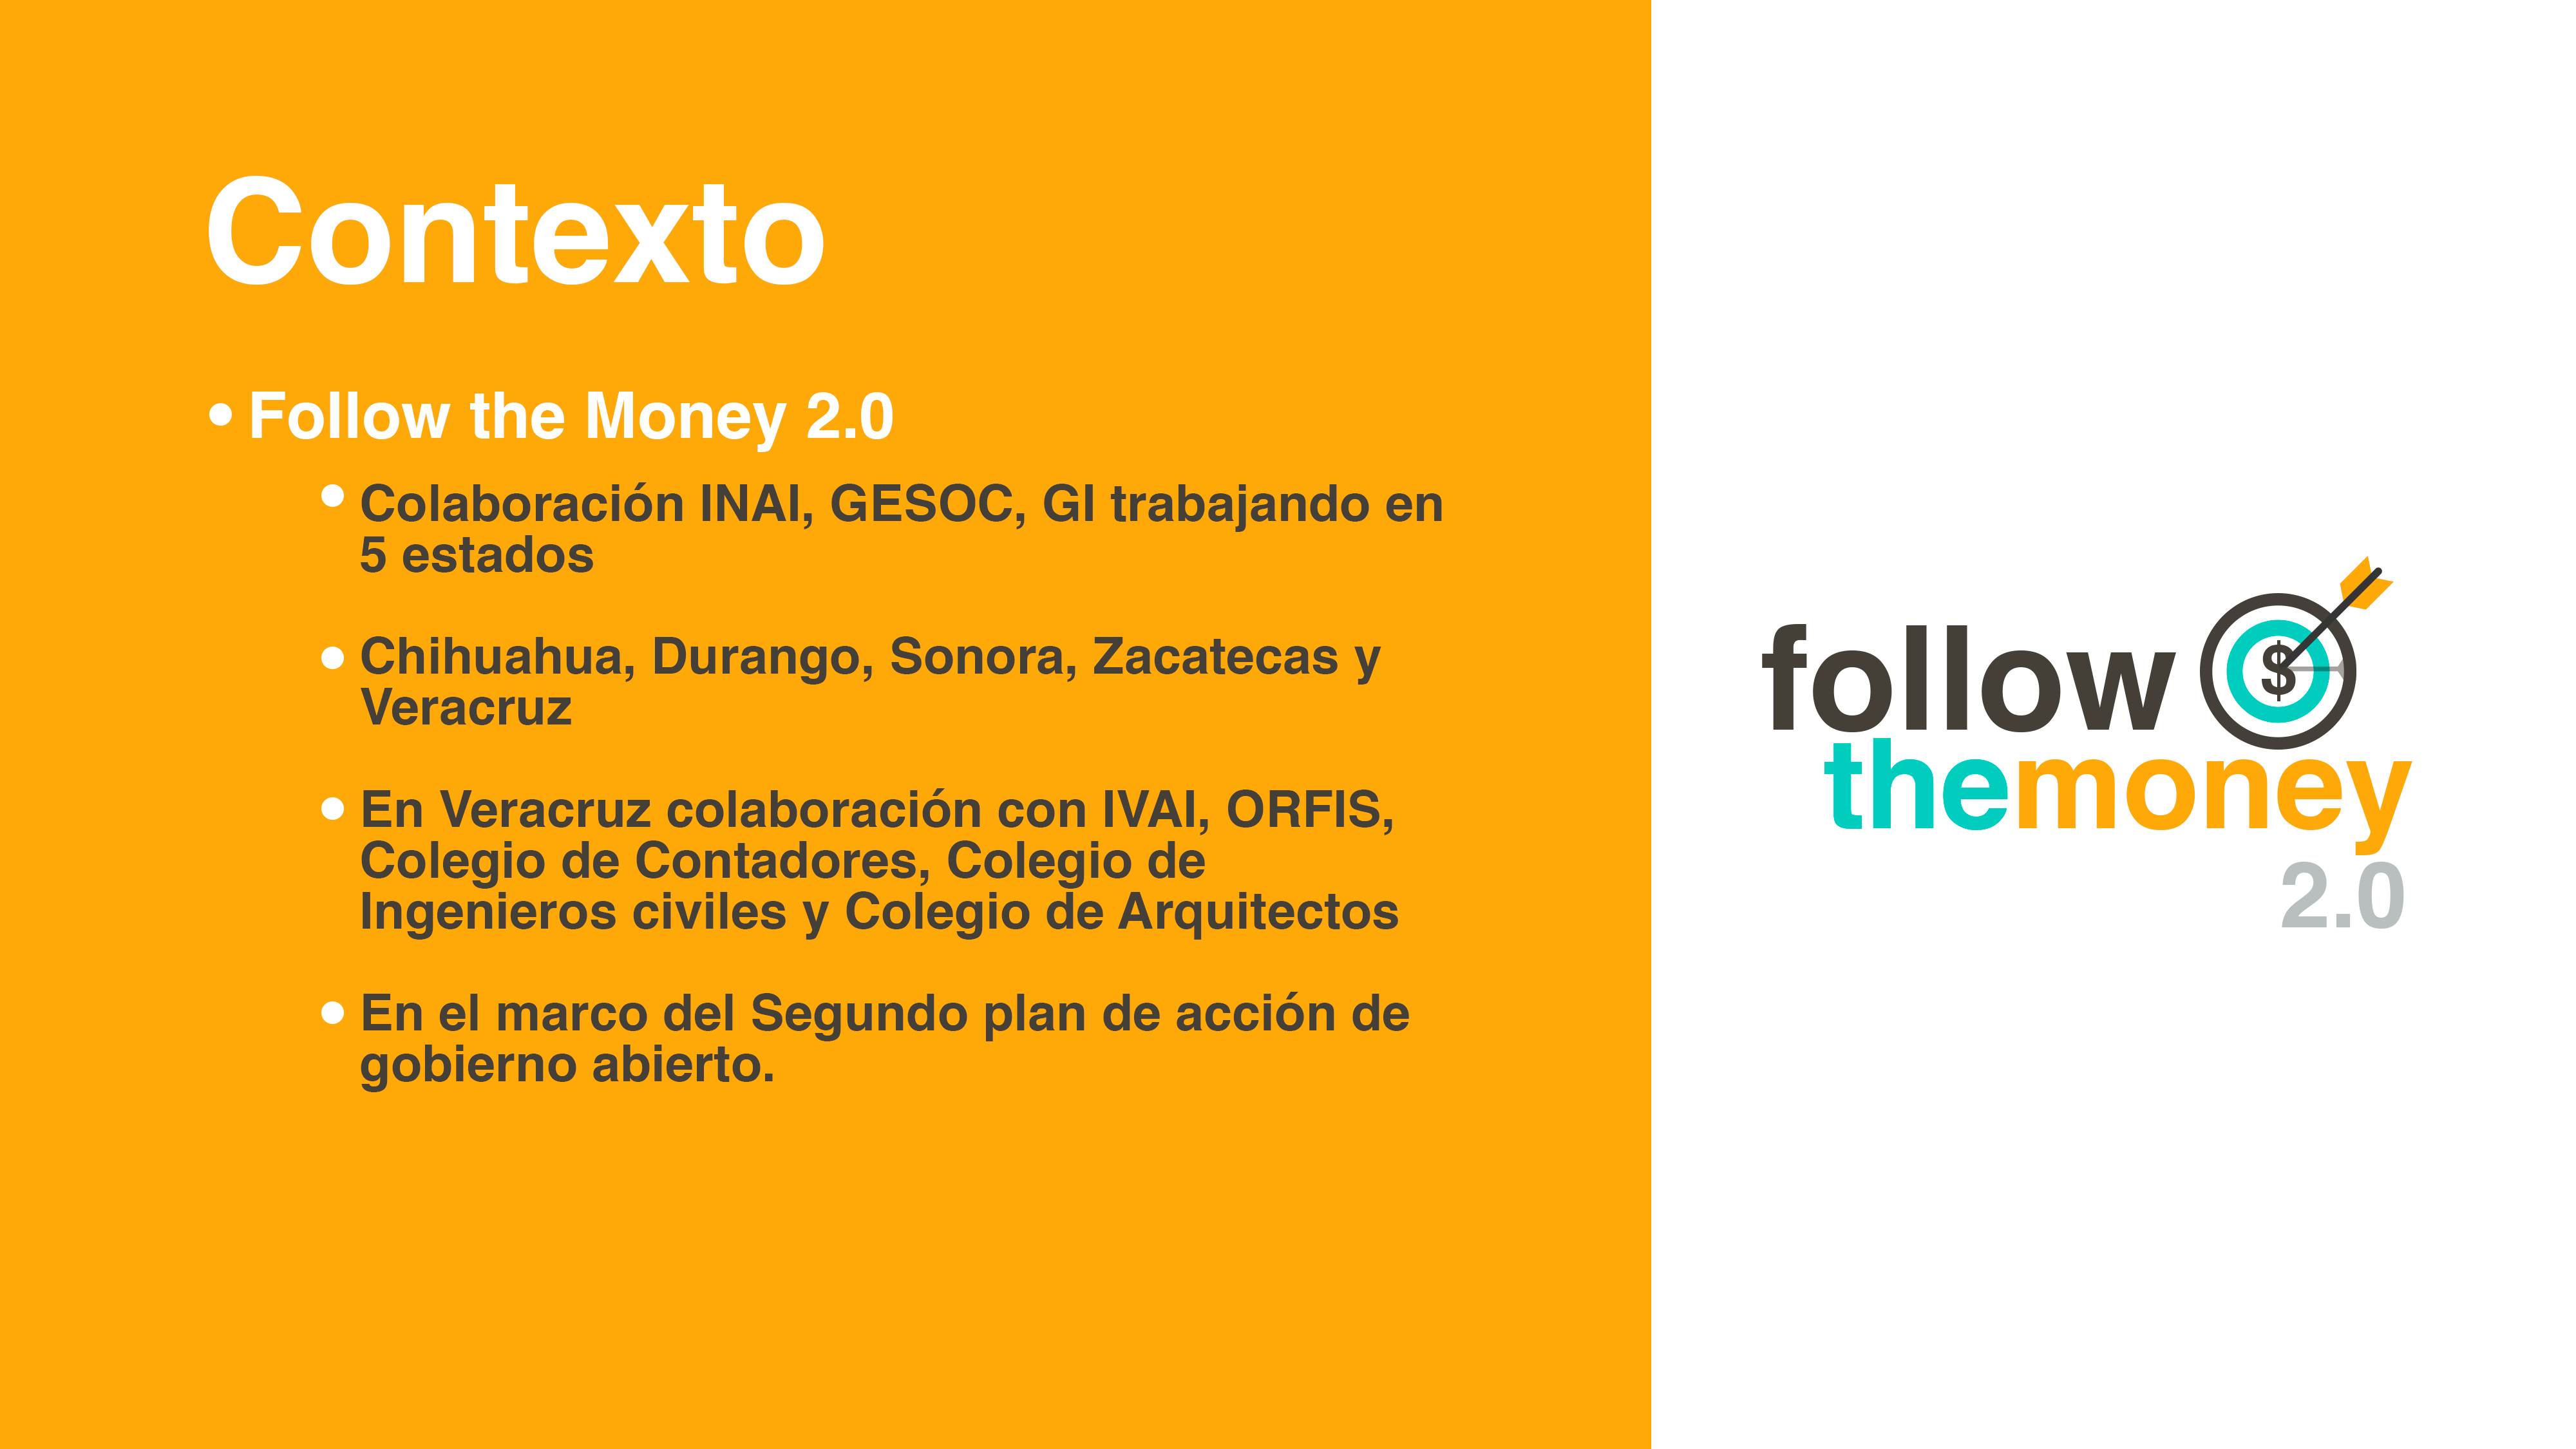 Contexto
• Follow the Money 2.0
• Colaboración INAI, GESOC, GI trabajando en
5 estados
• Chihuahua, Durango, Sonora, Zacatecas y
Veracruz
• En Veracruz colaboración con IVAI, ORFIS,
Colegio de Contadores, Colegio de
Ingenieros civiles y Colegio de Arquitectos
• En el marco del Segundo plan de acción de
gobierno abierto.
follow $
themoney
2.0